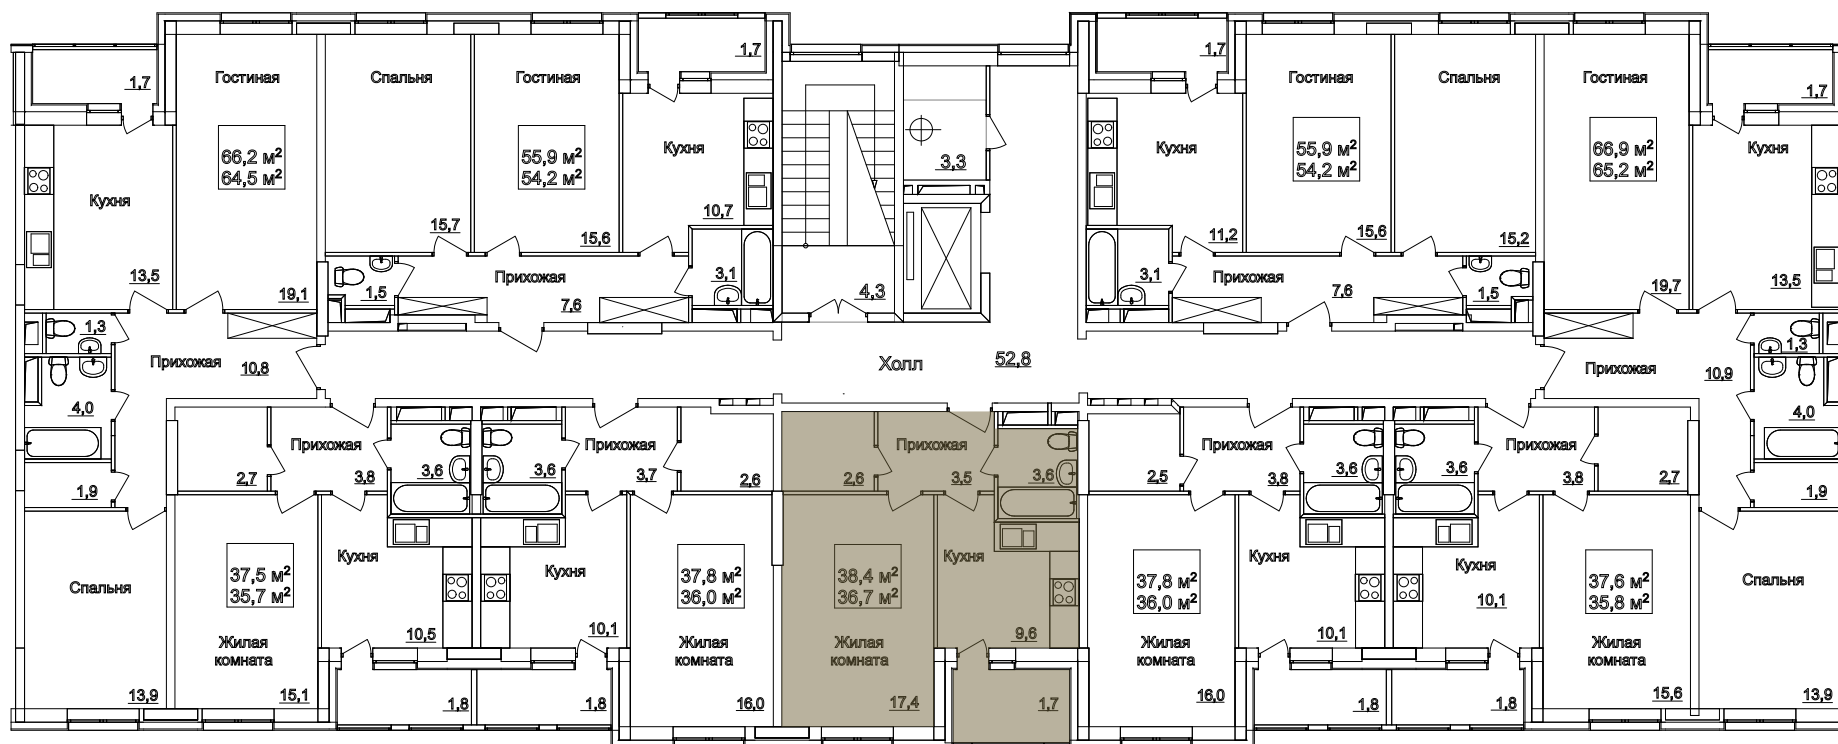 1,7
Гостиная
66,2 м²
64,5 м²
19,1
Спальня
15,7
Гостиная
55,9 м²
54,2 м²
15,6
1,7
Кухня
10,7
3,3
4,3
1,7
Кухня
11,2
Гостиная
55,9 м²
54,2 м²
15,6
Спальня
15,2
Гостиная
66,9 м²
65,2 м²
19,7
1,7
Кухня
13,5
Кухня
13,5
1,5
Прихожая
7,6
3,1
3,1
Прихожая
7,6
1,5
1,3
Прихожая
10,8
4,0
1,9
Холл
52,8
Прихожая
10,9
1,3
4,0
1,9
2,7
Прихожая
3,8
3,6
3,6
Прихожая
3,7
2,6
2,6
Прихожая
3,5
3,6
2,5
Прихожая
3,8
3,6
3,6
Прихожая
3,8
2,7
Спальня
13,9
37,5 м²
35,7 м²
Жилая
комната
15,1
Кухня
10,5
1,8
Кухня
10,1
1,8
37,8 м²
36,0 м²
Жилая
комната
16,0
38,4 м²
36,7 м²
Жилая
комната
17,4
Кухня
9,6
1,7
37,8 м²
36,0 м²
Жилая
комната
16,0
Кухня
10,1
1,8
Кухня
10,1
1,8
37,6 м²
35,8 м²
Жилая
комната
15,6
Спальня
13,9